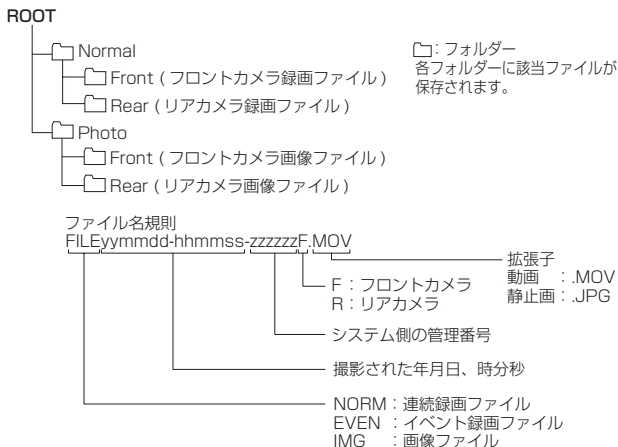 ROOT
Normal
Front ( フロントカメラ録画ファイル )
Rear ( リアカメラ録画ファイル )
Photo
Front ( フロントカメラ画像ファイル )
Rear ( リアカメラ画像ファイル )
：フォルダー
各フォルダーに該当ファイルが
保存されます。
ファイル名規則
FILEyymmdd-hhmmss-zzzzzzF.MOV
拡張子
動画　：.MOV
静止画：.JPG
F：フロントカメラ
R：リアカメラ
システム側の管理番号
撮影された年月日、時分秒
NORM：連続録画ファイル
EVEN ：イベント録画ファイル
IMG　：画像ファイル